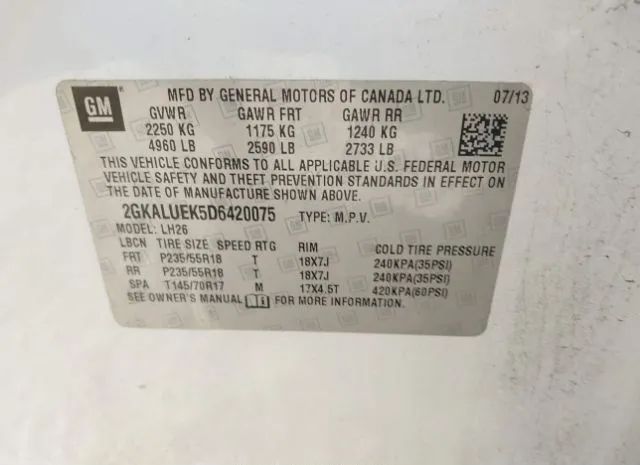 GM
MFD BY GENERAL MOTORS OF CANADA LTD. 07/13
GVWR GAWR FRT GAWR RR
2250 KG 1175 KG 1240 KG
4960 LB 2590 LB 2733 LB
THIS VEHICLE CONFORMS TO ALL APPLICABLE U.S. FEDERAL MOTOR
VEHICLE SAFETY AND THEFT PREVENTION STANDARDS IN EFFECT ON
THE DATE OF MANUFACTURE SHOWN ABOVE.
2GKALUEK5D6420075 TYPE: M.P.V.
MODEL: LH26
LBCN TIRE SIZE SPEED RTG RIM COLD TIRE PRESSURE
FRT P235/55R18 T 18X7J 240KPA(35PSI)
RR P235/55R18 T 18X7J 240KPA(35PSI)
SPA T145/70R17 M 17X4.5T 420KPA(60PSI)
SEE OWNER'S MANUAL FOR MORE INFORMATION.